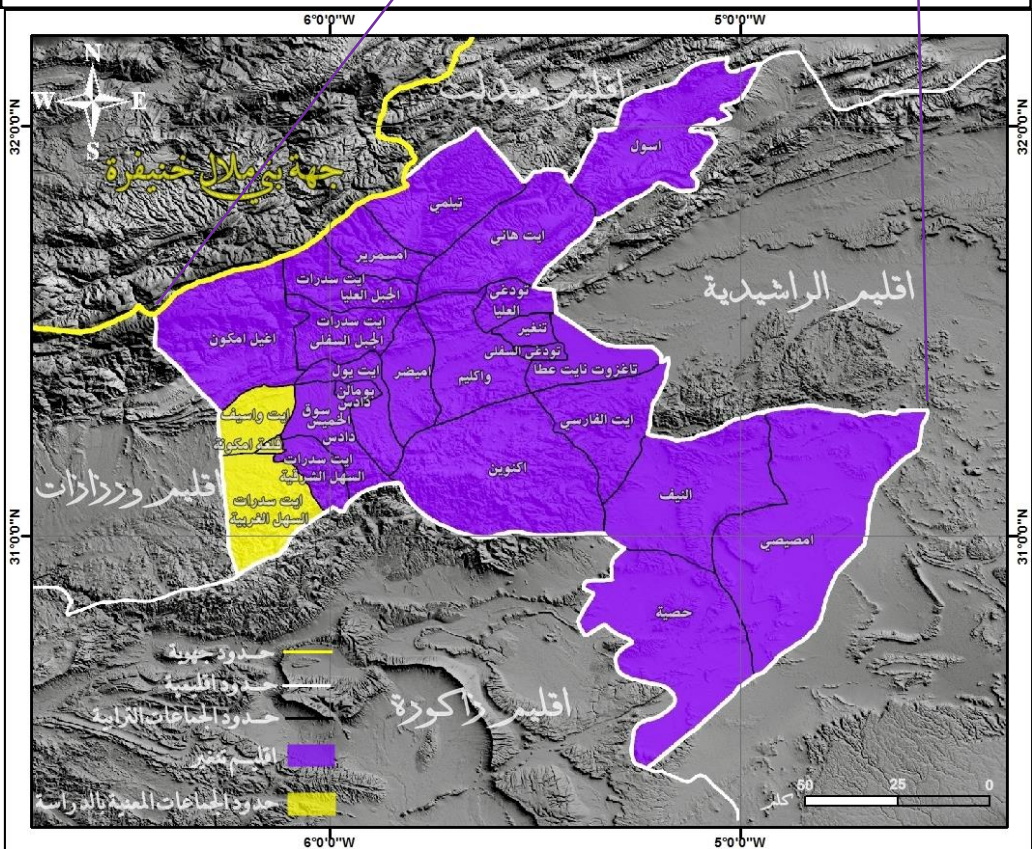 6°0'0"W
5°0'0"W
N
W
E
S
32°0'0"N
32°0'0"N
اقليم ميدلت
جهة بني ملال خنيفرة
اسول
تيلمي
ايت هاني
امسمرير
ايت سدرات
الجبل العليا
تودغى
العليا
اقليم الراشيدية
ايت سدرات
الجبل السفلى
اغيل امكون
تنغير
تودغى السفلى
ايت يول
اميضر
واكليم
تاغزوت نايت عطا
بومالن
دادس
سوق
الخميس
دادس
ايت واسيف
ايت الفارسي
قلعة امكونة
ايت سدرات
السهل الشرقية
اكنوين
اقليم ورزازات
النيف
ايت سدرات
السهل الغربية
امصيصي
31°0'0"N
31°0'0"N
حصية
حدود جهوية
حدود اقليمية
حدود الجماعات الترابية
اقليم تنغير
حدود الجماعات المعنية بالدراسة
اقليم زاكورة
50
25
0
كلم
6°0'0"W
5°0'0"W